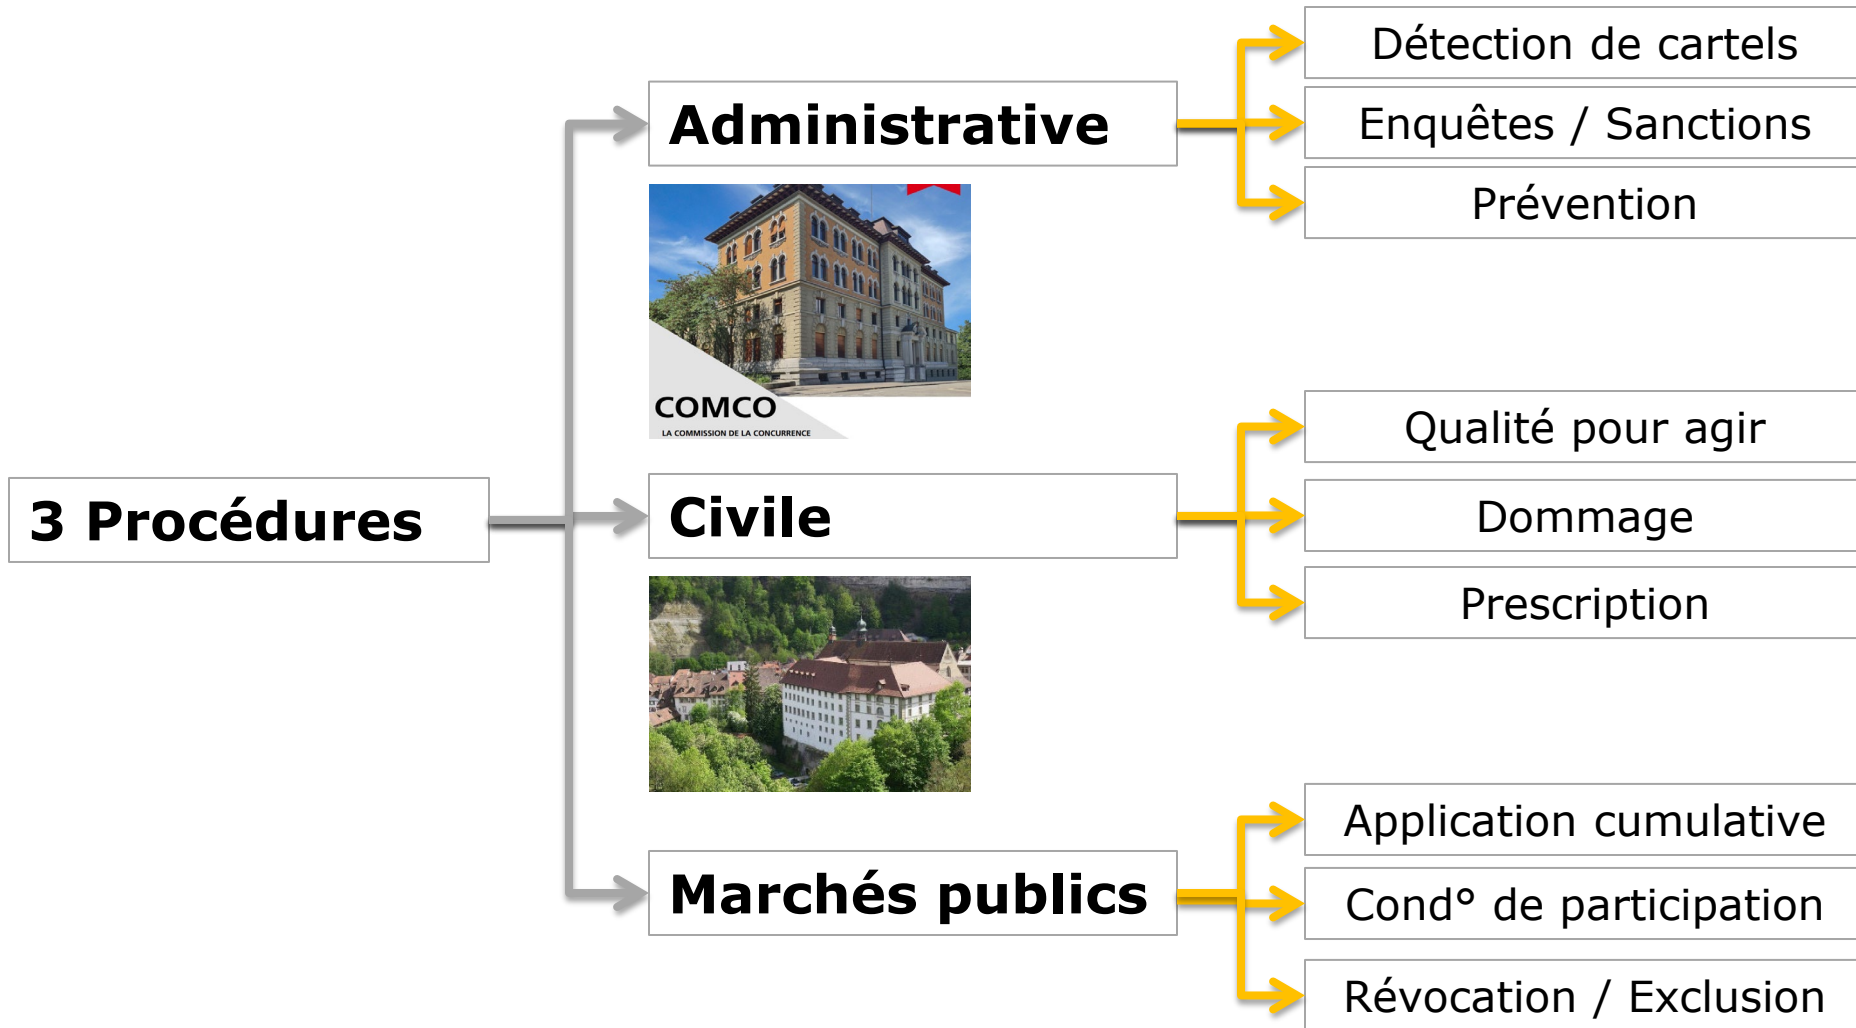 3 Procédures
Administrative
Détection de cartels
Enquêtes / Sanctions
Prévention
COMCO
LA COMMISSION DE LA CONCURRENCE
Civile
Qualité pour agir
Dommage
Prescription
Marchés publics
Application cumulative
Cond° de participation
Révocation / Exclusion